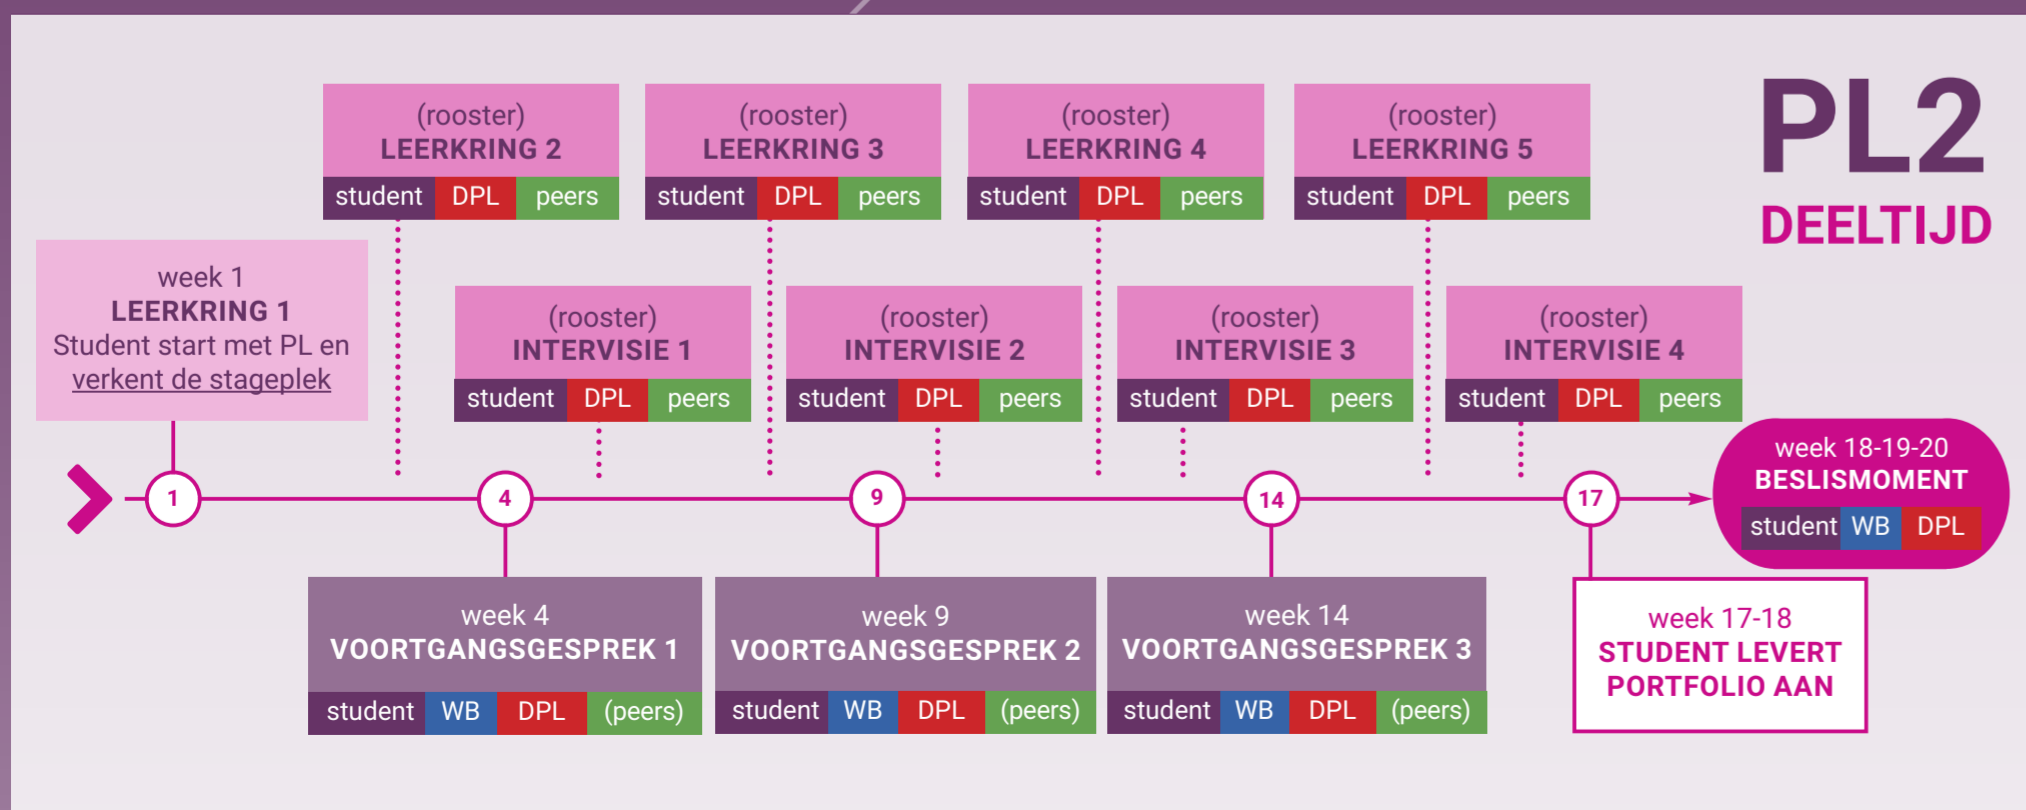 PL2
DEELTIJD
(rooster)
LEERKRING 2
student DPL peers
(rooster)
LEERKRING 3
student DPL peers
(rooster)
LEERKRING 4
student DPL peers
(rooster)
LEERKRING 5
student DPL peers
week 1
LEERKRING 1
Student start met PL en
verkent de stageplek
(rooster)
INTERVISIE 1
student DPL peers
(rooster)
INTERVISIE 2
student DPL peers
(rooster)
INTERVISIE 3
student DPL peers
(rooster)
INTERVISIE 4
student DPL peers
1
4
9
14
17
week 18-19-20
BESLISMOMENT
student WB DPL
week 4
VOORTGANGSGESPREK 1
student WB DPL (peers)
week 9
VOORTGANGSGESPREK 2
student WB DPL (peers)
week 14
VOORTGANGSGESPREK 3
student WB DPL (peers)
week 17-18
STUDENT LEVERT
PORTFOLIO AAN